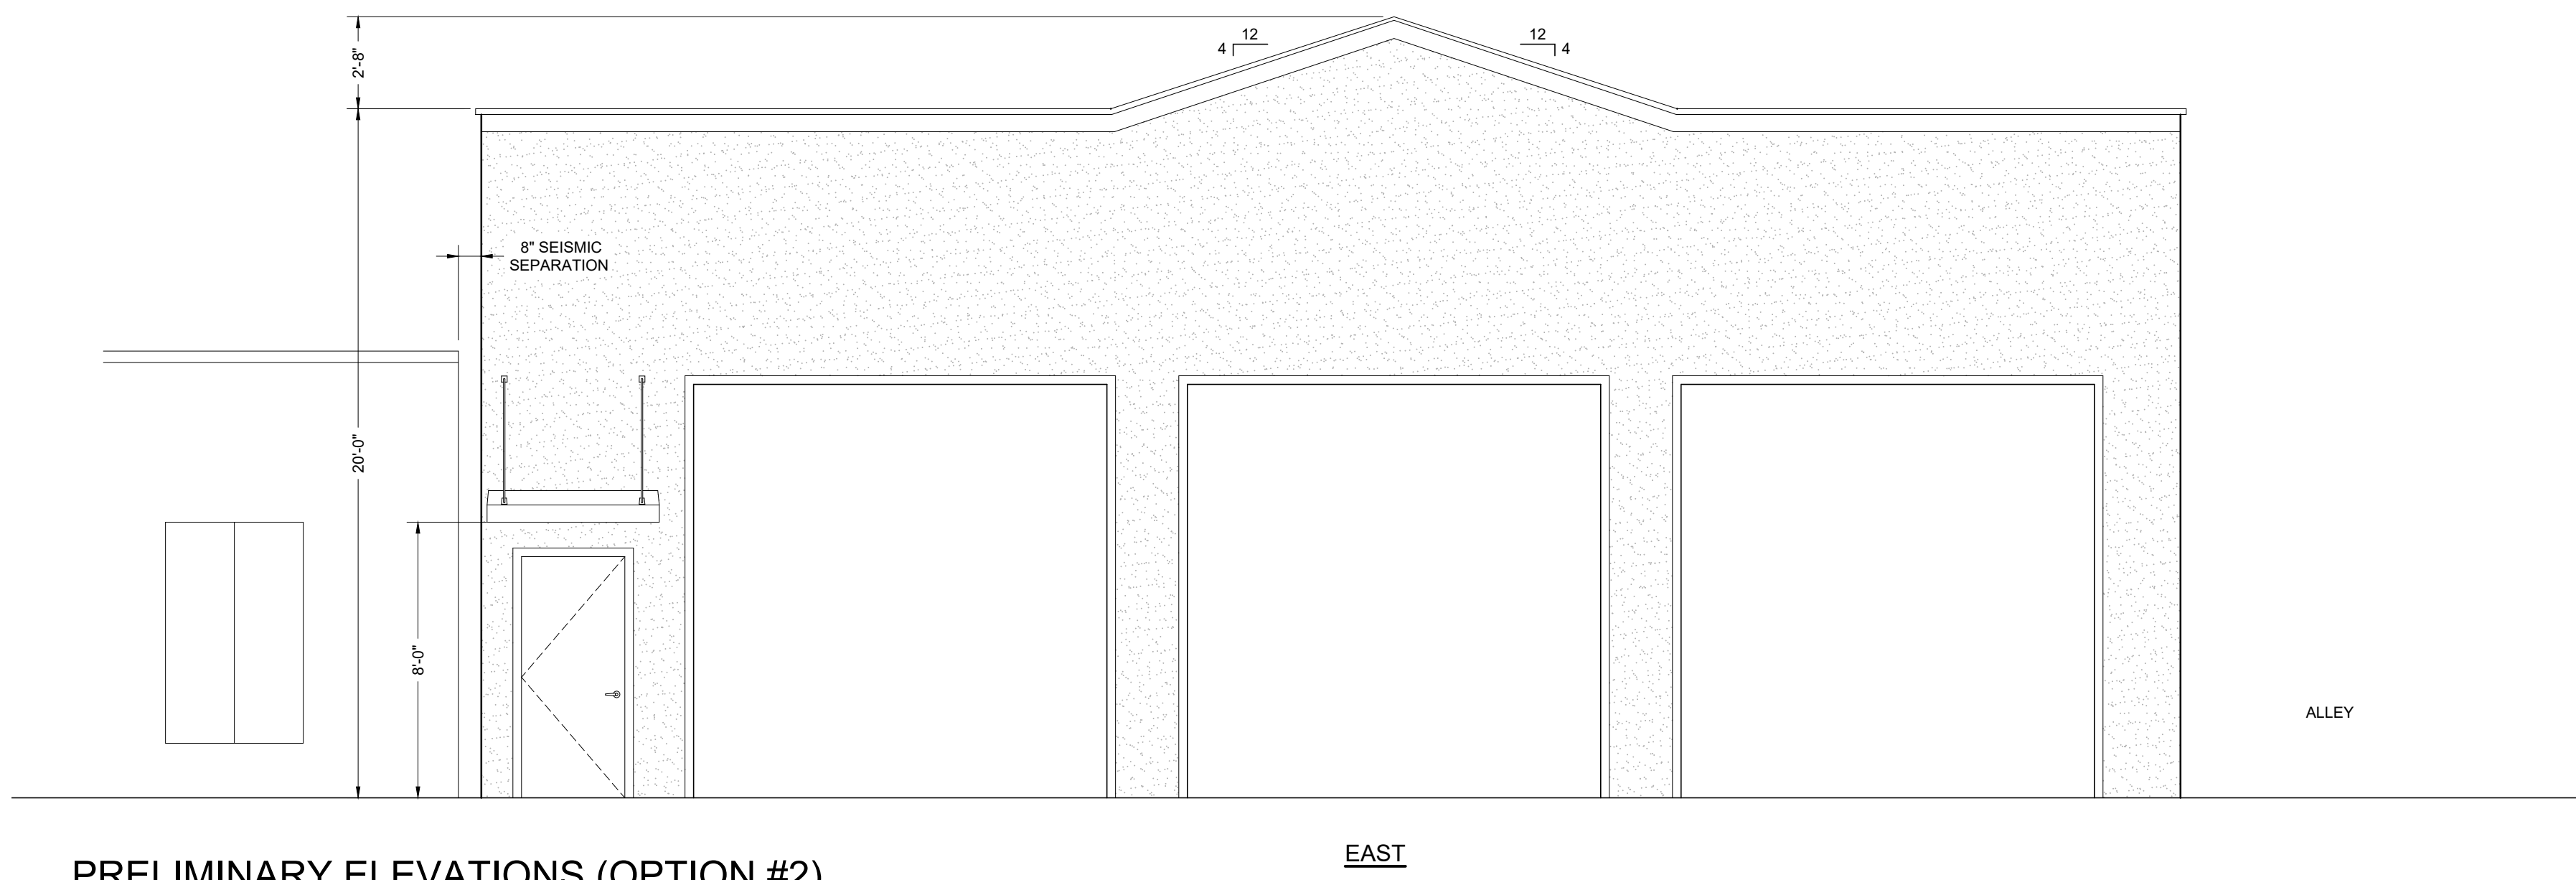 2'-8"
12
4
12
4
8" SEISMIC
SEPARATION
20'-0"
8'-0"
ALLEY
EAST
PRELIMINARY ELEVATIONS (OPTION #2)